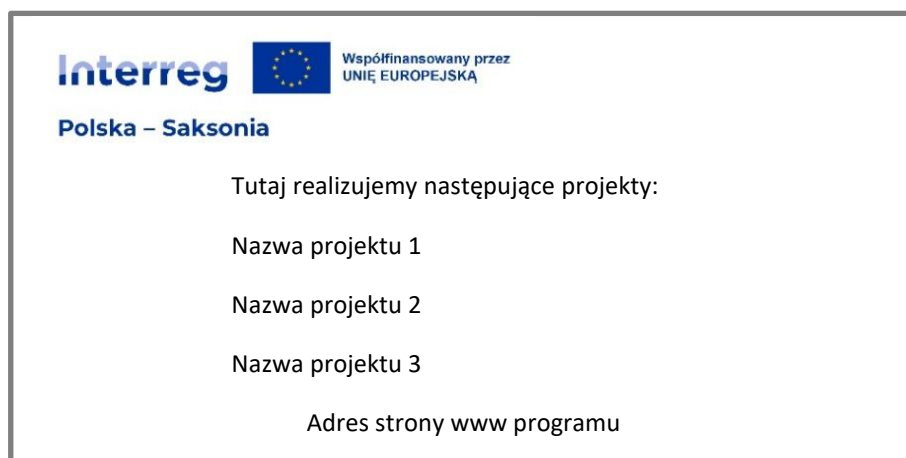 Interreg
Współfinansowany przez
UNIĘ EUROPEJSKĄ
Polska – Saksonia
Tutaj realizujemy następujące projekty:
Nazwa projektu 1
Nazwa projektu 2
Nazwa projektu 3
Adres strony www programu